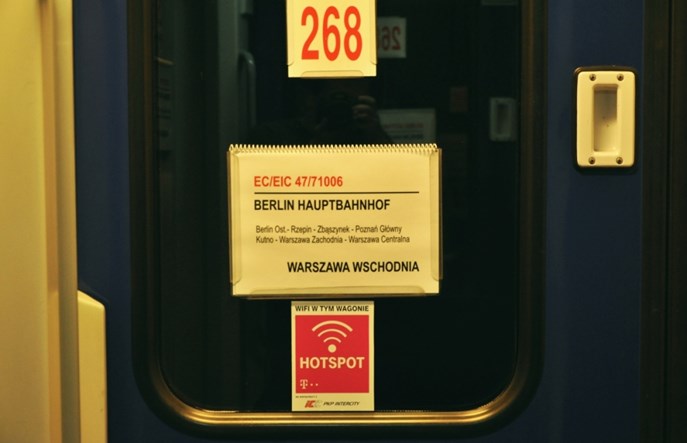 268
EC/EIC 47/71006
BERLIN HAUPTBAHNHOF
Berlin Ost.- Rzepin - Zbąszynek - Poznań Główny
Kutno - Warszawa Zachodnia - Warszawa Centralna
WARSZAWA WSCHODNIA
WIFI W TYM WAGONIE
HOTSPOT
T
IC PKP INTERCITY